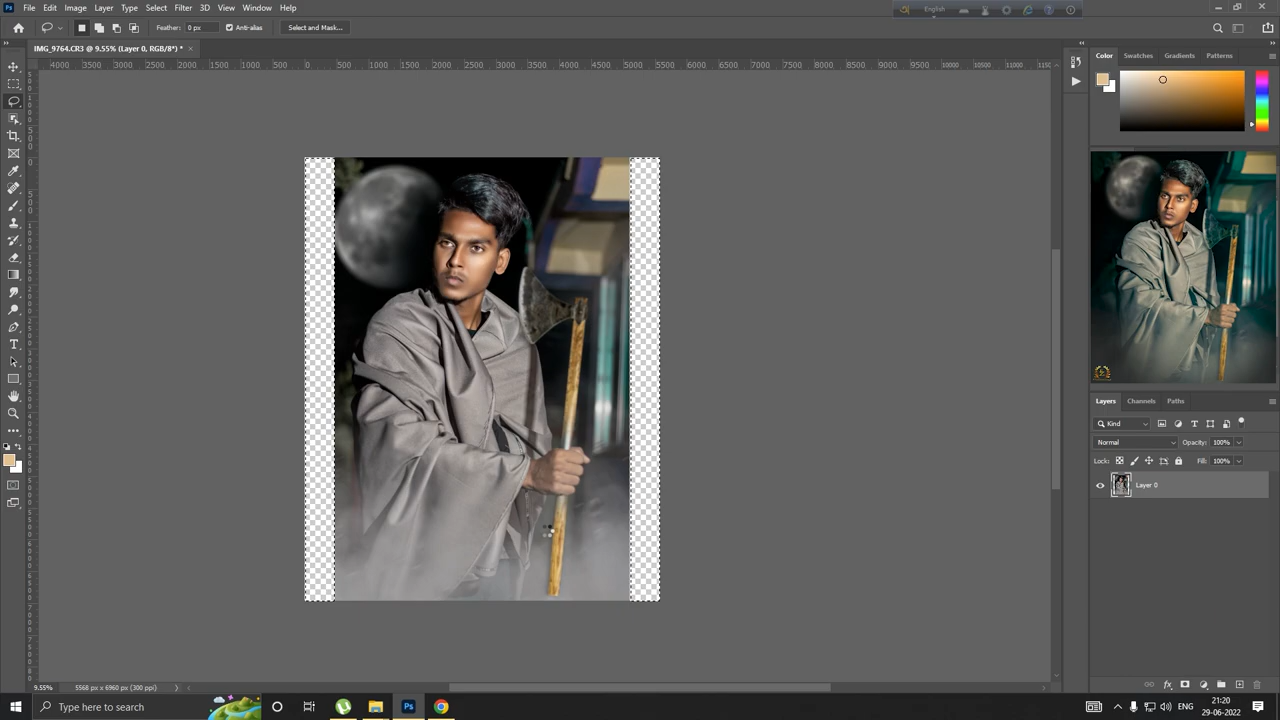 File Edit Image Layer Type Select Filter 3D View Window Help
English
Feather: 0 px Anti-alias Select and Mask...
IMG_9764.CR3 @ 9.55% (Layer 0, RGB/8*) *
4000 3500 3000 2500 2000 1500 1000 500 0 500 1000 1500 2000 2500 3000 3500 4000 4500 5000 5500 6000 6500 7000 7500 8000 8500 9000 9500 10000 10500 11000
Color Swatches Gradients Patterns
Layers Channels Paths
Kind
Normal Opacity: 100%
Lock: Fill: 100%
Layer 0
9.55% 5568 px x 6960 px (300 ppi)
Type here to search
ENG
21:20
29-06-2022